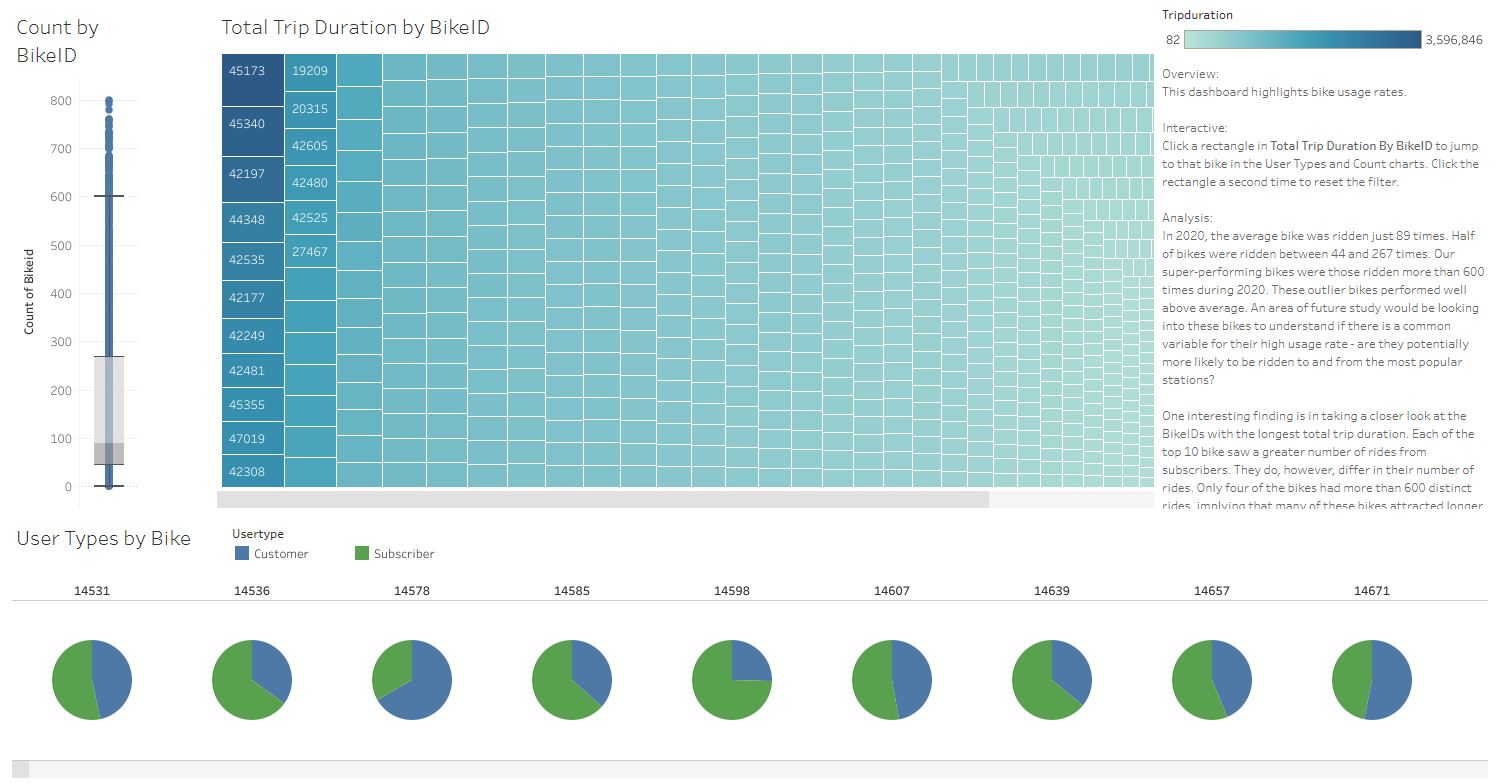 Count by
BikeID
Count of Bikeid
800
700
600
500
400
300
200
100
0
Total Trip Duration by BikeID
45173
45340
42197
44348
42535
42177
42249
42481
45355
47019
42308
19209
20315
42605
42480
42525
27467
Tripduration
82 3,596,846
Overview:
This dashboard highlights bike usage rates.
Interactive:
Click a rectangle in Total Trip Duration By BikeID to jump
to that bike in the User Types and Count charts. Click the
rectangle a second time to reset the filter.
Analysis:
In 2020, the average bike was ridden just 89 times. Half
of bikes were ridden between 44 and 267 times. Our
super-performing bikes were those ridden more than 600
times during 2020. These outlier bikes performed well
above average. An area of future study would be looking
into these bikes to understand if there is a common
variable for their high usage rate - are they potentially
more likely to be ridden to and from the most popular
stations?
One interesting finding is in taking a closer look at the
BikeIDs with the longest total trip duration. Each of the
top 10 bike saw a greater number of rides from
subscribers. They do, however, differ in their number of
rides. Only four of the bikes had more than 600 distinct
rides, implying that many of these bikes attracted longer
User Types by Bike
Usertype
Customer Subscriber
14531 14536 14578 14585 14598 14607 14639 14657 14671